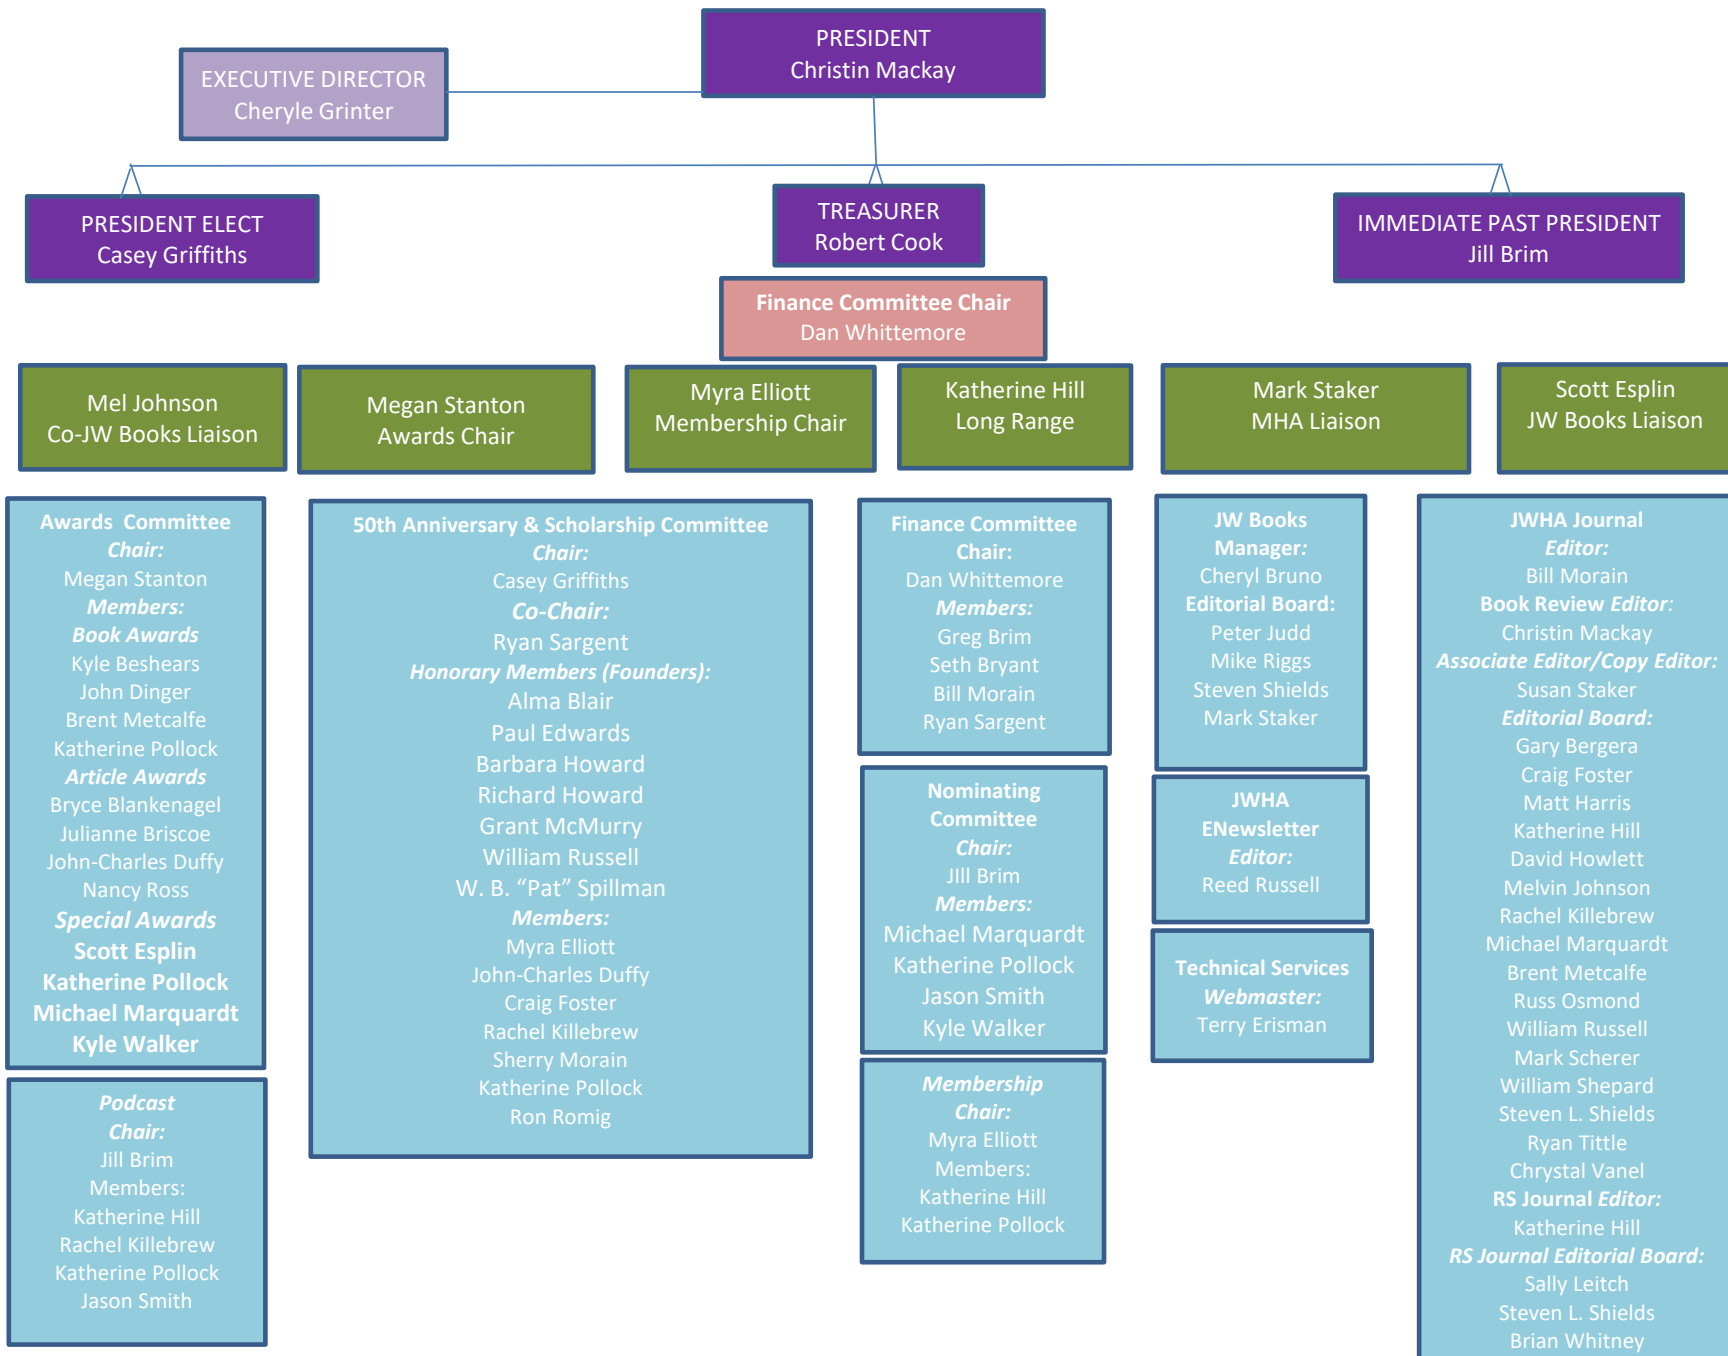 PRESIDENT
Christin Mackay
EXECUTIVE DIRECTOR
Cheryle Grinter
PRESIDENT ELECT
Casey Griffiths
TREASURER
Robert Cook
IMMEDIATE PAST PRESIDENT
Jill Brim
Finance Committee Chair
Dan Whittemore
Mel Johnson
Co-JW Books Liaison
Megan Stanton
Awards Chair
Myra Elliott
Membership Chair
Katherine Hill
Long Range
Mark Staker
MHA Liaison
Scott Esplin
JW Books Liaison
Awards Committee
Chair:
Megan Stanton
Members:
Book Awards
Kyle Beshears
John Dinger
Brent Metcalfe
Katherine Pollock
Article Awards
Bryce Blankenagel
Julianne Briscoe
John-Charles Duffy
Nancy Ross
Special Awards
Scott Esplin
Katherine Pollock
Michael Marquardt
Kyle Walker
Podcast
Chair:
Jill Brim
Members:
Katherine Hill
Rachel Killebrew
Katherine Pollock
Jason Smith
50th Anniversary & Scholarship Committee
Chair:
Casey Griffiths
Co-Chair:
Ryan Sargent
Honorary Members (Founders):
Alma Blair
Paul Edwards
Barbara Howard
Richard Howard
Grant McMurry
William Russell
W. B. “Pat” Spillman
Members:
Myra Elliott
John-Charles Duffy
Craig Foster
Rachel Killebrew
Sherry Morain
Katherine Pollock
Ron Romig
Finance Committee
Chair:
Dan Whittemore
Members:
Greg Brim
Seth Bryant
Bill Morain
Ryan Sargent
Nominating
Committee
Chair:
JIll Brim
Members:
Michael Marquardt
Katherine Pollock
Jason Smith
Kyle Walker
Membership
Chair:
Myra Elliott
Members:
Katherine Hill
Katherine Pollock
JW Books
Manager:
Cheryl Bruno
Editorial Board:
Peter Judd
Mike Riggs
Steven Shields
Mark Staker
JWHA
ENewsletter
Editor:
Reed Russell
Technical Services
Webmaster:
Terry Erisman
JWHA Journal
Editor:
Bill Morain
Book Review Editor:
Christin Mackay
Associate Editor/Copy Editor:
Susan Staker
Editorial Board:
Gary Bergera
Craig Foster
Matt Harris
Katherine Hill
David Howlett
Melvin Johnson
Rachel Killebrew
Michael Marquardt
Brent Metcalfe
Russ Osmond
William Russell
Mark Scherer
William Shepard
Steven L. Shields
Ryan Tittle
Chrystal Vanel
RS Journal Editor:
Katherine Hill
RS Journal Editorial Board:
Sally Leitch
Steven L. Shields
Brian Whitney